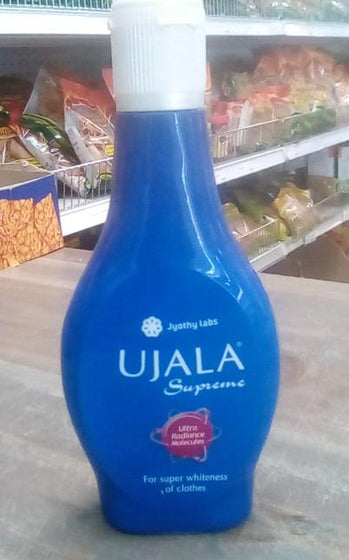 Jyothy labs
UJALA®
Supreme
Ultra
Radiance
Molecules
For super whiteness
of clothes